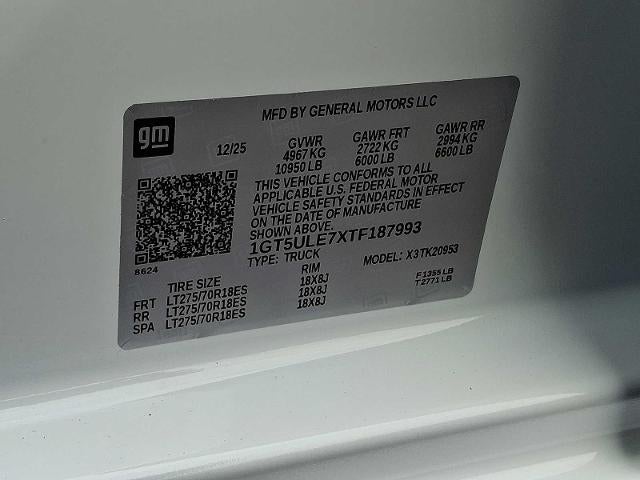 MFD BY GENERAL MOTORS LLC
gm
12/25
GVWR GAWR FRT GAWR RR
4967 KG 2722 KG 2994 KG
10950 LB 6000 LB 6600 LB
THIS VEHICLE CONFORMS TO ALL
APPLICABLE U.S. FEDERAL MOTOR
VEHICLE SAFETY STANDARDS IN EFFECT
ON THE DATE OF MANUFACTURE
SHOWN ABOVE.
1GT5ULE7XTF187993
TYPE: TRUCK MODEL: X3TK20953
8624
TIRE SIZE RIM
FRT LT275/70R18ES 18X8J F1355 LB
RR LT275/70R18ES 18X8J T2771 LB
SPA LT275/70R18ES 18X8J